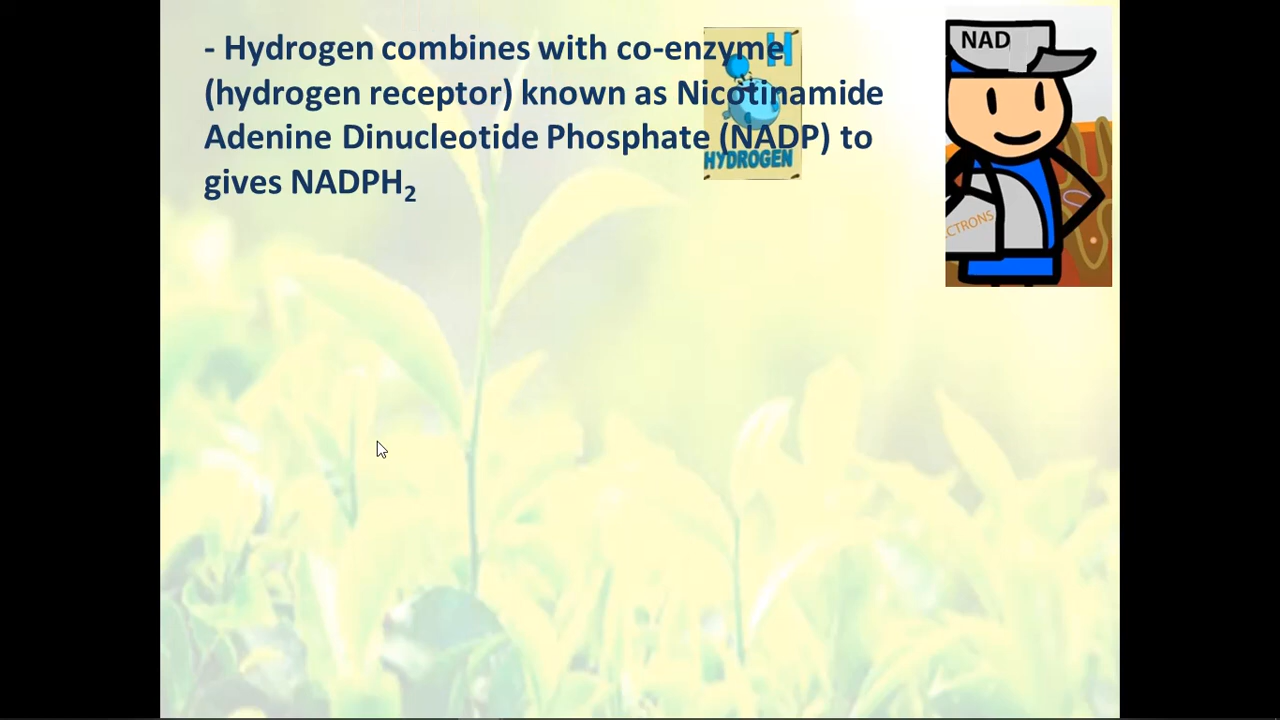 - Hydrogen combines with co-enzyme
(hydrogen receptor) known as Nicotinamide
Adenine Dinucleotide Phosphate (NADP) to
gives NADPH₂
H
HYDROGEN
NAD
CTRONS